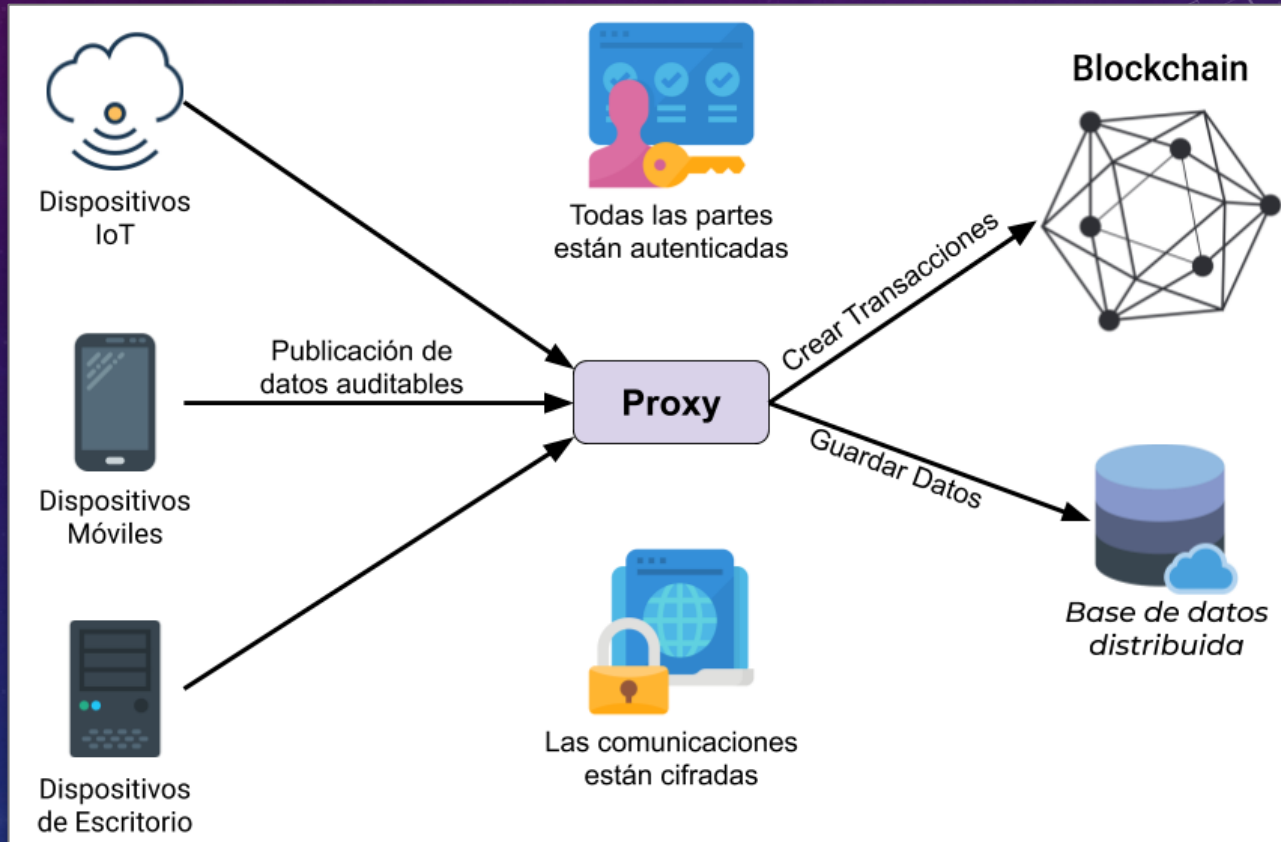 Dispositivos
IoT
Todas las partes
están autenticadas
Blockchain
Dispositivos
Móviles
Publicación de
datos auditables
Proxy
Crear Transacciones
Guardar Datos
Base de datos
distribuida
Dispositivos
de Escritorio
Las comunicaciones
están cifradas